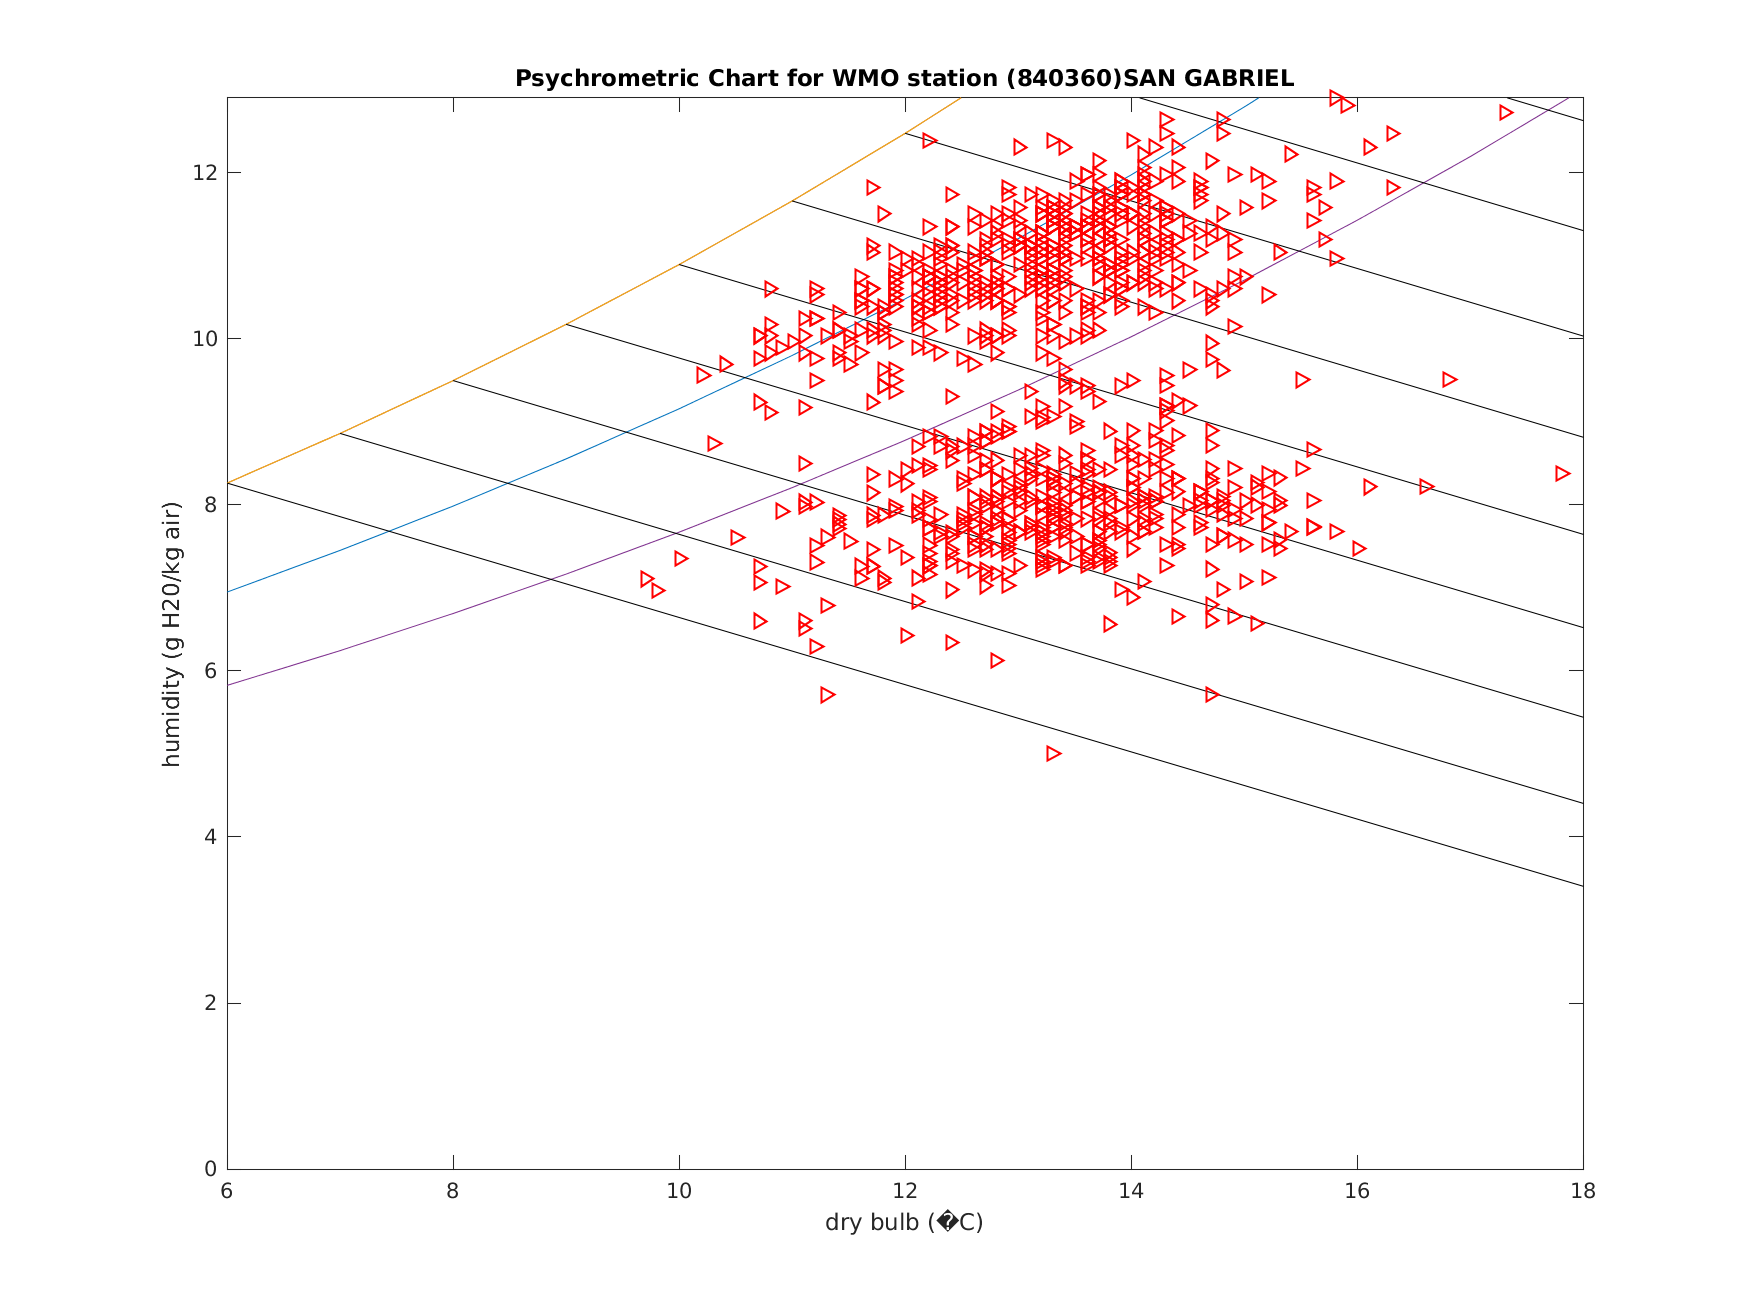 Psychrometric Chart for WMO station (840360)SAN GABRIEL
humidity (g H20/kg air)
12
10
8
6
4
2
0
6 8 10 12 14 16 18
dry bulb (�C)